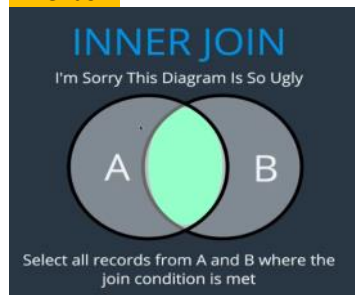 INNER JOIN
I'm Sorry This Diagram Is So Ugly
A
B
Select all records from A and B where the
join condition is met